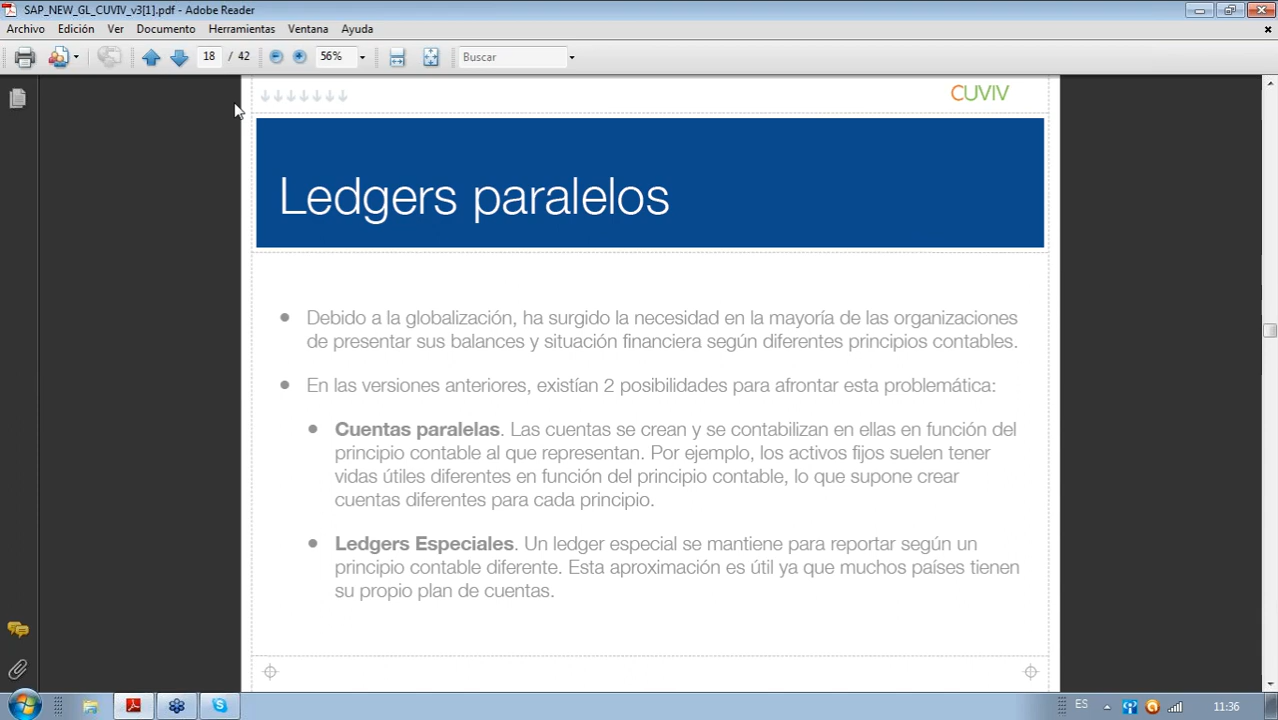 SAP_NEW_GL_CUVIV_v3[1].pdf - Adobe Reader
Archivo Edición Ver Documento Herramientas Ventana Ayuda
18 / 42 56% Buscar
CUVIV
Ledgers paralelos
Debido a la globalización, ha surgido la necesidad en la mayoría de las organizaciones
de presentar sus balances y situación financiera según diferentes principios contables.
En las versiones anteriores, existían 2 posibilidades para afrontar esta problemática:
Cuentas paralelas. Las cuentas se crean y se contabilizan en ellas en función del
principio contable al que representan. Por ejemplo, los activos fijos suelen tener
vidas útiles diferentes en función del principio contable, lo que supone crear
cuentas diferentes para cada principio.
Ledgers Especiales. Un ledger especial se mantiene para reportar según un
principio contable diferente. Esta aproximación es útil ya que muchos países tienen
su propio plan de cuentas.
ES 11:36